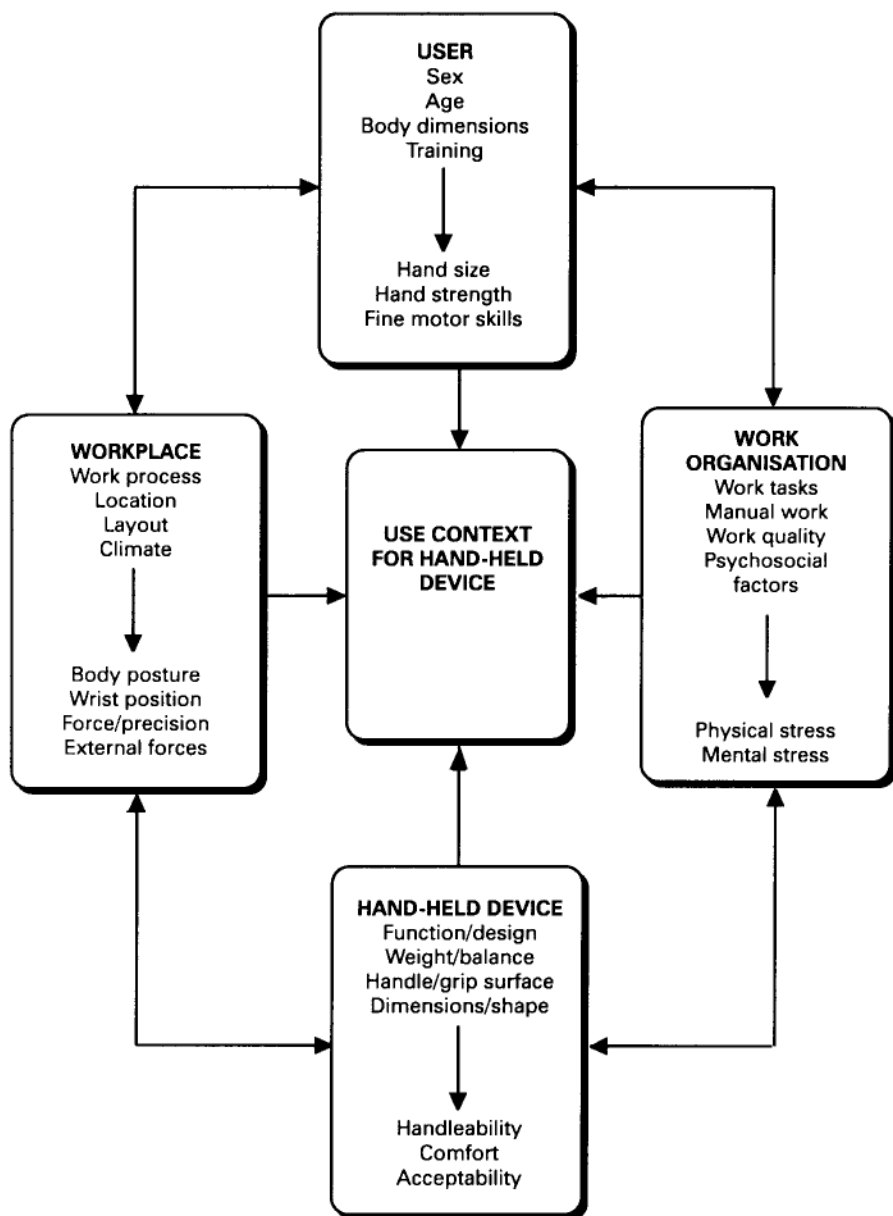 USER
Sex
Age
Body dimensions
Training
Hand size
Hand strength
Fine motor skills
WORKPLACE
Work process
Location
Layout
Climate
Body posture
Wrist position
Force/precision
External forces
USE CONTEXT
FOR HAND-HELD
DEVICE
WORK
ORGANISATION
Work tasks
Manual work
Work quality
Psychosocial
factors
Physical stress
Mental stress
HAND-HELD DEVICE
Function/design
Weight/balance
Handle/grip surface
Dimensions/shape
Handleability
Comfort
Acceptability